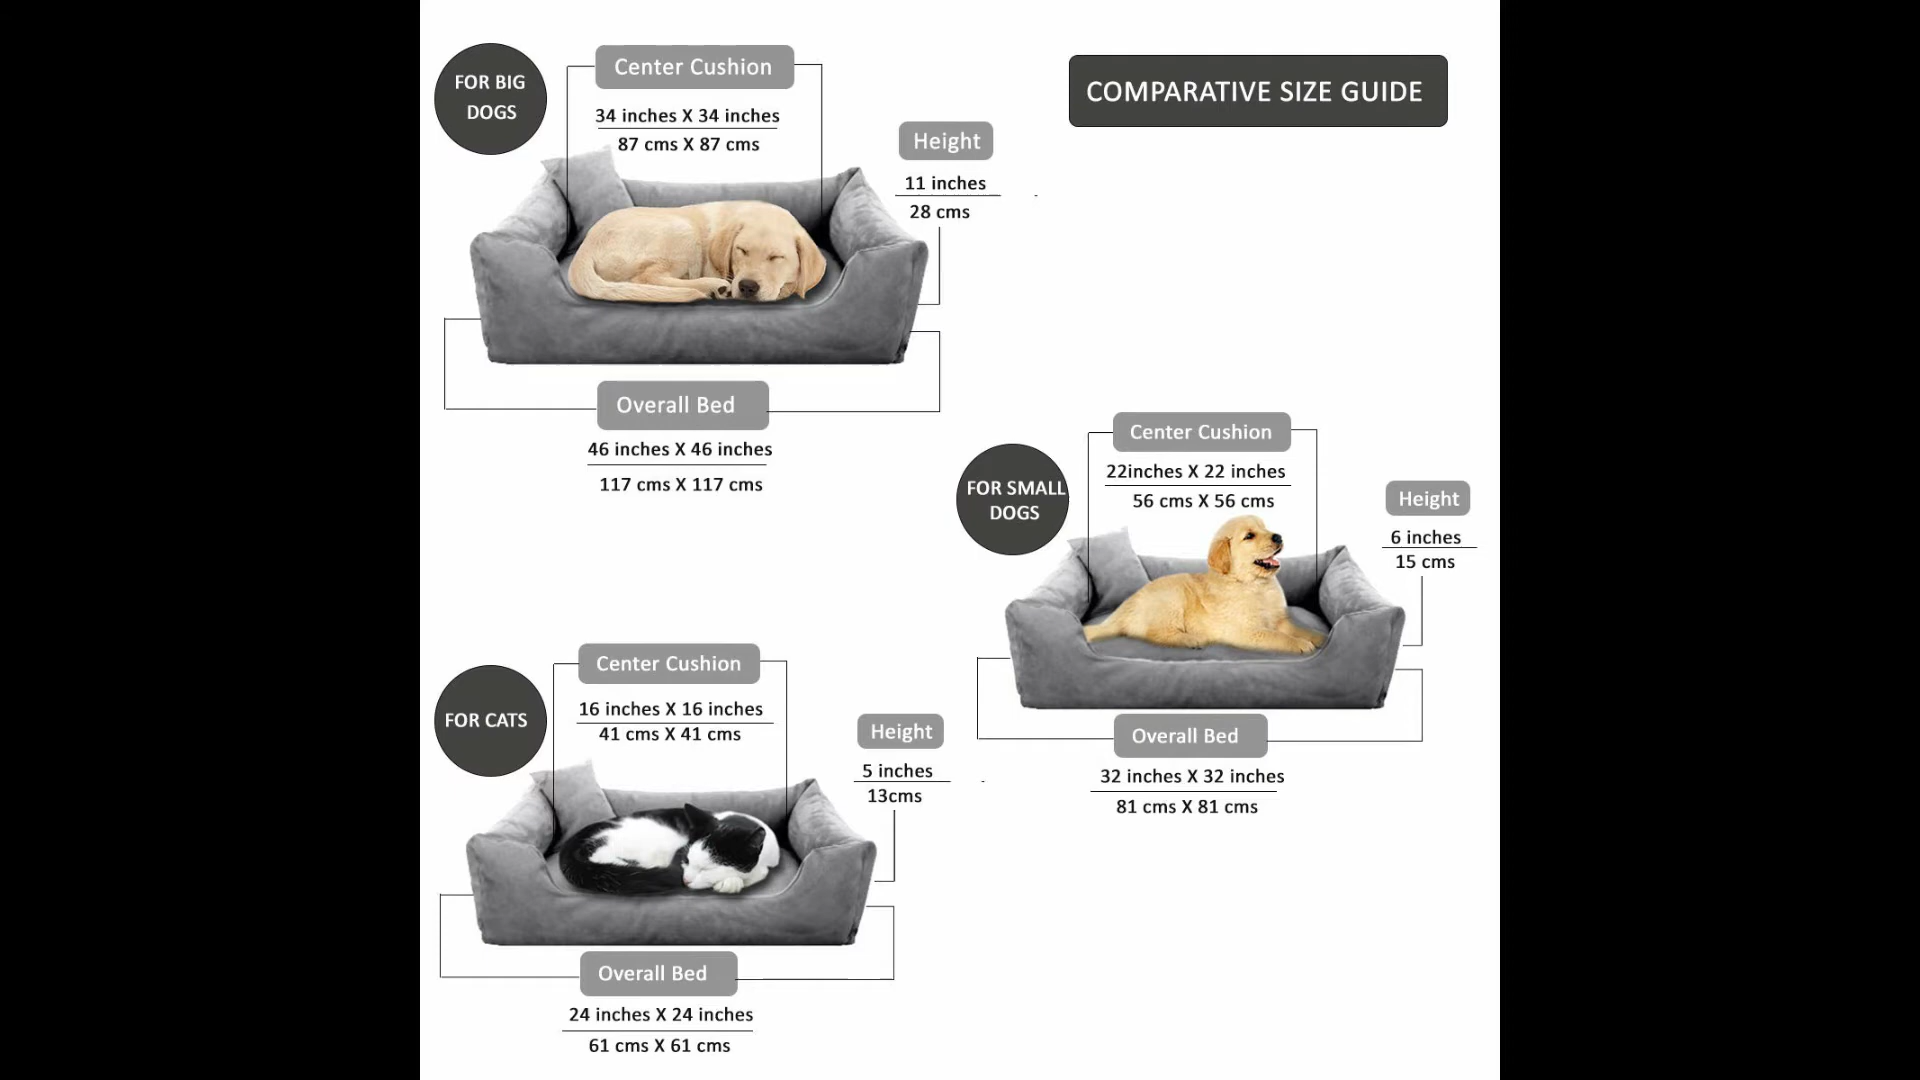 COMPARATIVE SIZE GUIDE
FOR BIG
DOGS
Center Cushion
34 inches X 34 inches
87 cms X 87 cms
Height
11 inches
28 cms
Overall Bed
46 inches X 46 inches
117 cms X 117 cms
FOR SMALL
DOGS
Center Cushion
22inches X 22 inches
56 cms X 56 cms
Height
6 inches
15 cms
Overall Bed
32 inches X 32 inches
81 cms X 81 cms
FOR CATS
Center Cushion
16 inches X 16 inches
41 cms X 41 cms
Height
5 inches
13cms
Overall Bed
24 inches X 24 inches
61 cms X 61 cms